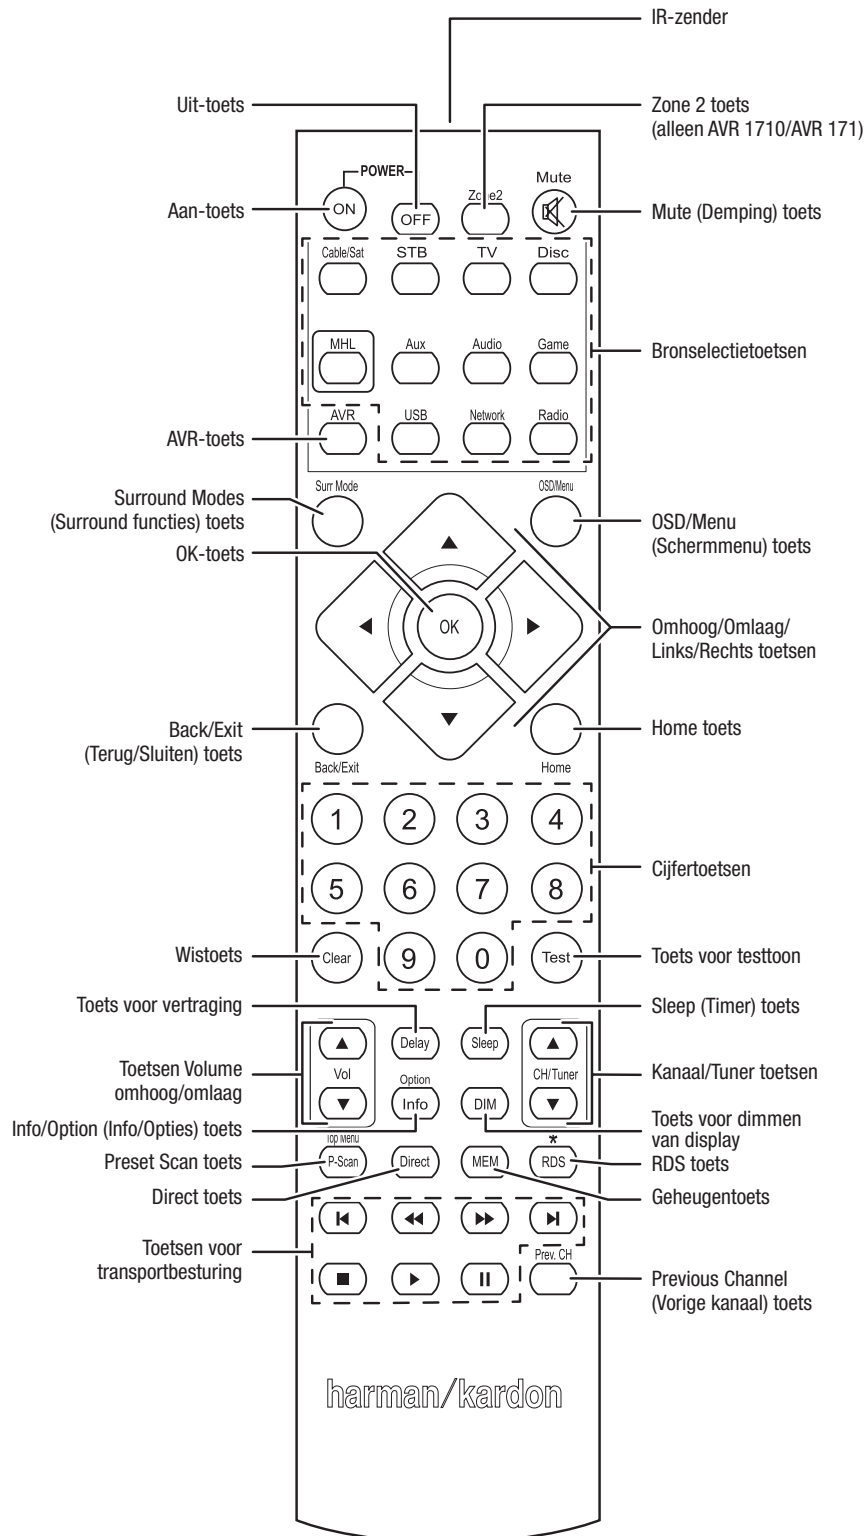 IR-zender
Uit-toets
Zone 2 toets
(alleen AVR 1710/AVR 171)
POWER
Mute
Aan-toets
ON
OFF
Zone2
Mute (Demping) toets
Cable/Sat
STB
TV
Disc
MHL
Aux
Audio
Game
Bronselectietoetsen
AVR
USB
Network
Radio
AVR-toets
Surr Mode
OSD/Menu
Surround Modes
(Surround functies) toets
OSD/Menu
(Schermmenu) toets
OK-toets
OK
Omhoog/Omlaag/
Links/Rechts toetsen
Back/Exit
(Terug/Sluiten) toets
Home toets
Back/Exit
Home
1
2
3
4
Cijfertoetsen
5
6
7
8
Wistoets
Clear
9
0
Test
Toets voor testtoon
Toets voor vertraging
Sleep (Timer) toets
Delay
Sleep
Toetsen Volume
omhoog/omlaag
Vol
CH/Tuner
Kanaal/Tuner toetsen
Option
Info
DIM
Info/Option (Info/Opties) toets
Toets voor dimmen
van display
Top Menu
*
Preset Scan toets
P-Scan
Direct
MEM
RDS
RDS toets
Direct toets
Geheugentoets
Toetsen voor
transportbesturing
Prev. CH
Previous Channel
(Vorige kanaal) toets
harman/kardon